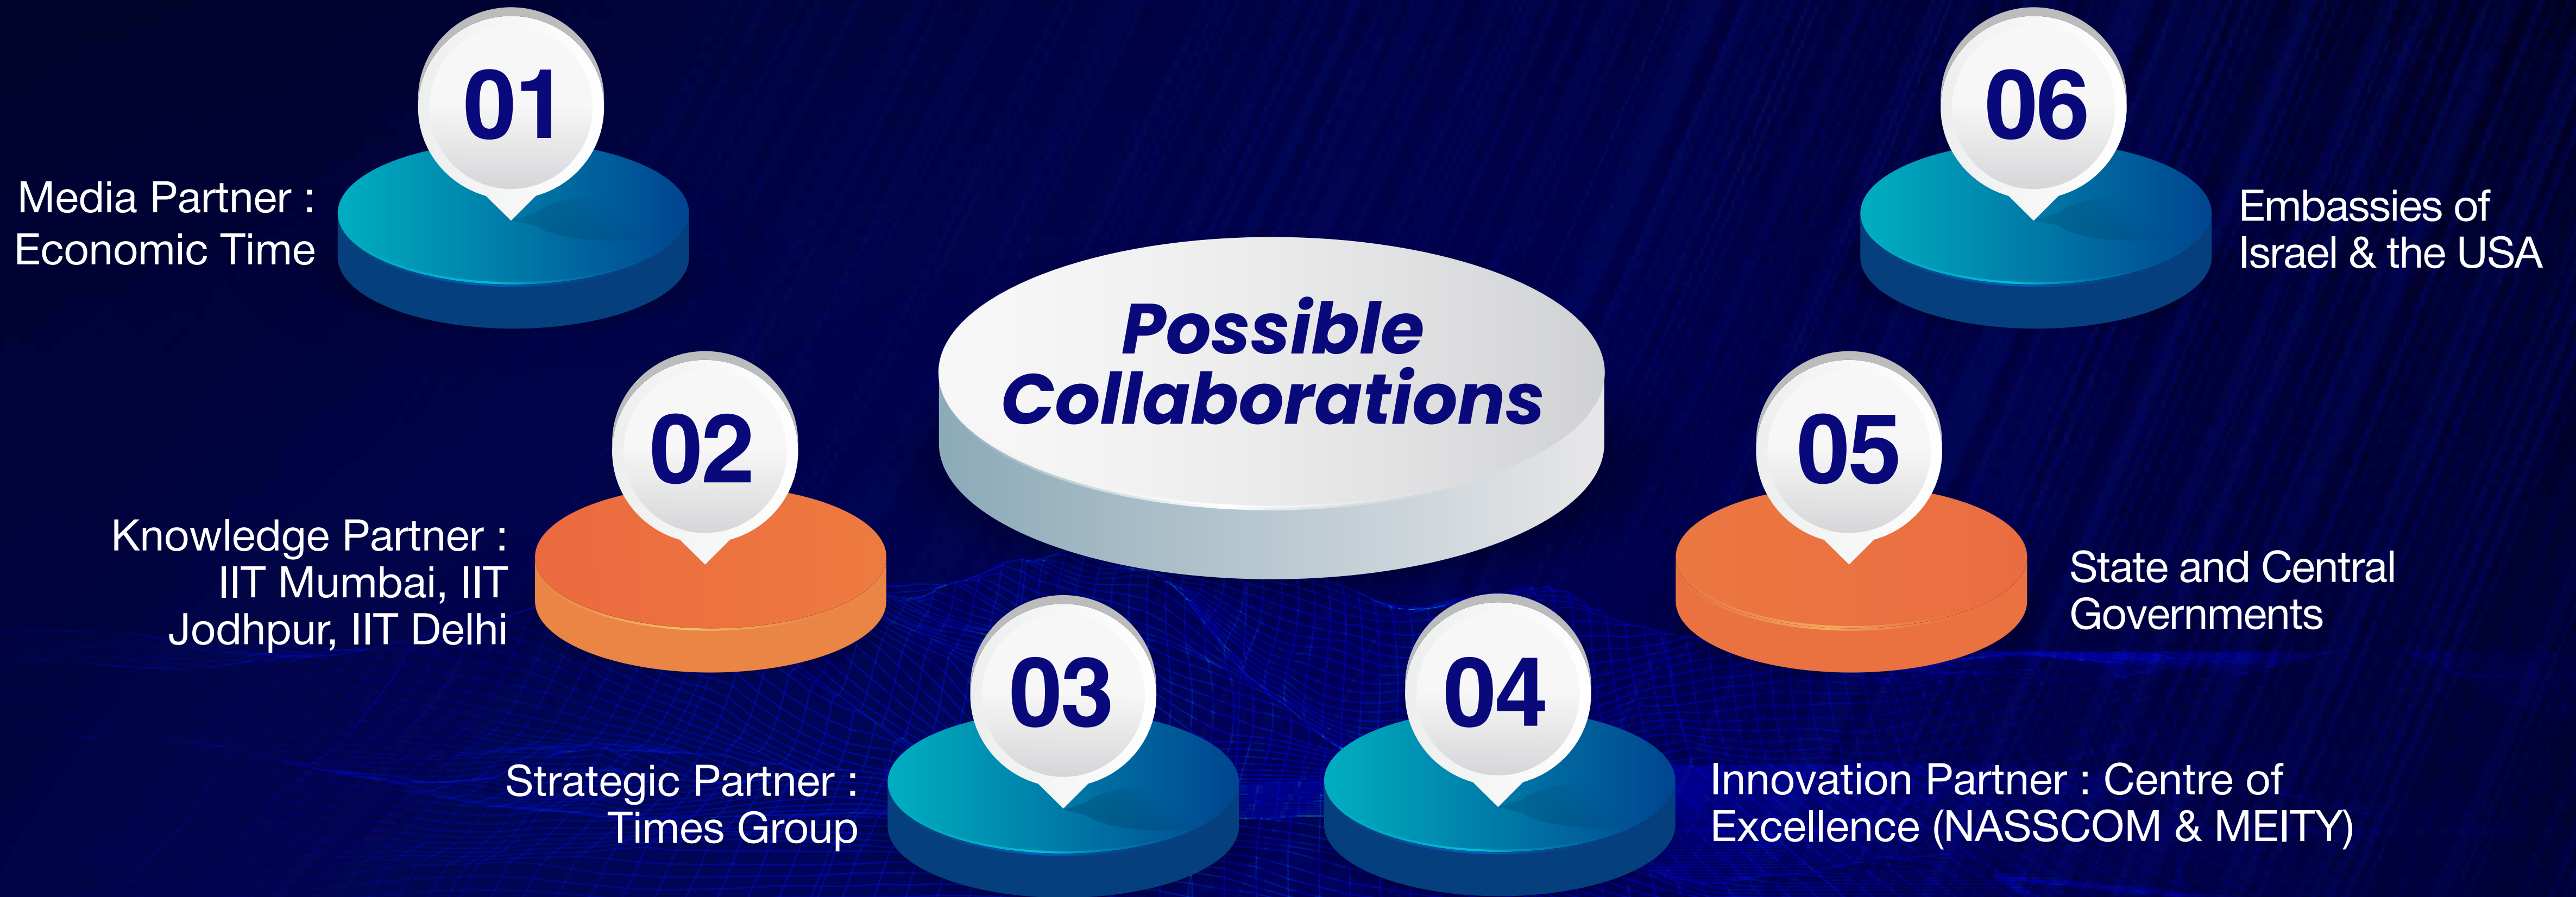 Possible
Collaborations
01
Media Partner :
Economic Time
02
Knowledge Partner :
IIT Mumbai, IIT
Jodhpur, IIT Delhi
03
Strategic Partner :
Times Group
04
Innovation Partner : Centre of
Excellence (NASSCOM & MEITY)
05
State and Central
Governments
06
Embassies of
Israel & the USA